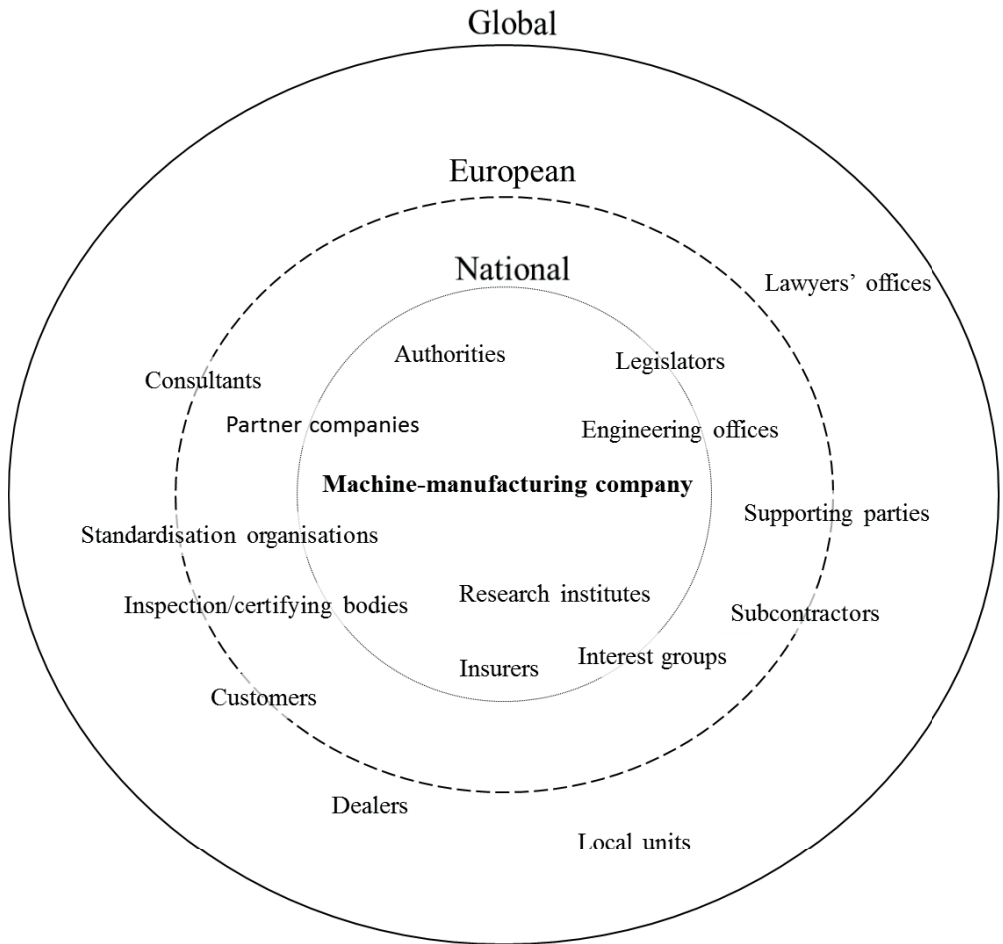 Global
European
National
Lawyers’ offices
Authorities
Legislators
Consultants
Partner companies
Engineering offices
Machine-manufacturing company
Supporting parties
Standardisation organisations
Research institutes
Inspection/certifying bodies
Subcontractors
Interest groups
Insurers
Customers
Dealers
Local units